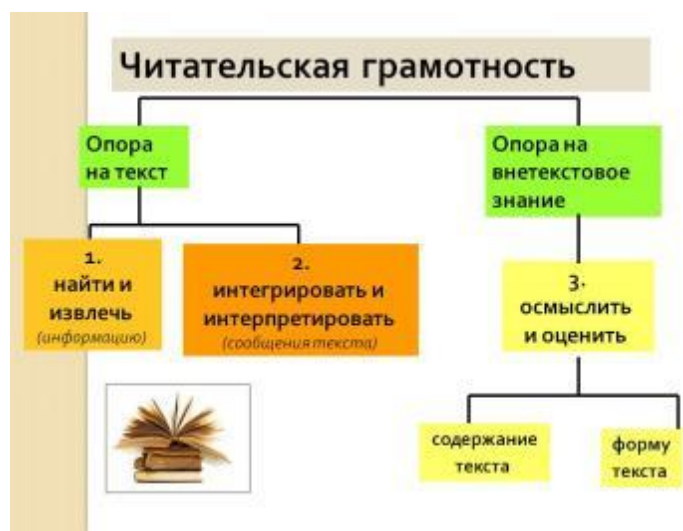 Читательская грамотность
Опора
на текст
Опора на
внетекстовое
знание
1.
найти и
извлечь
(информацию)
2.
интегрировать и
интерпретировать
(сообщения текста)
3.
осмыслить
и оценить
содержание
текста
форму
текста